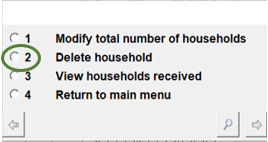 1 Modify total number of households
2 Delete household
3 View households received
4 Return to main menu